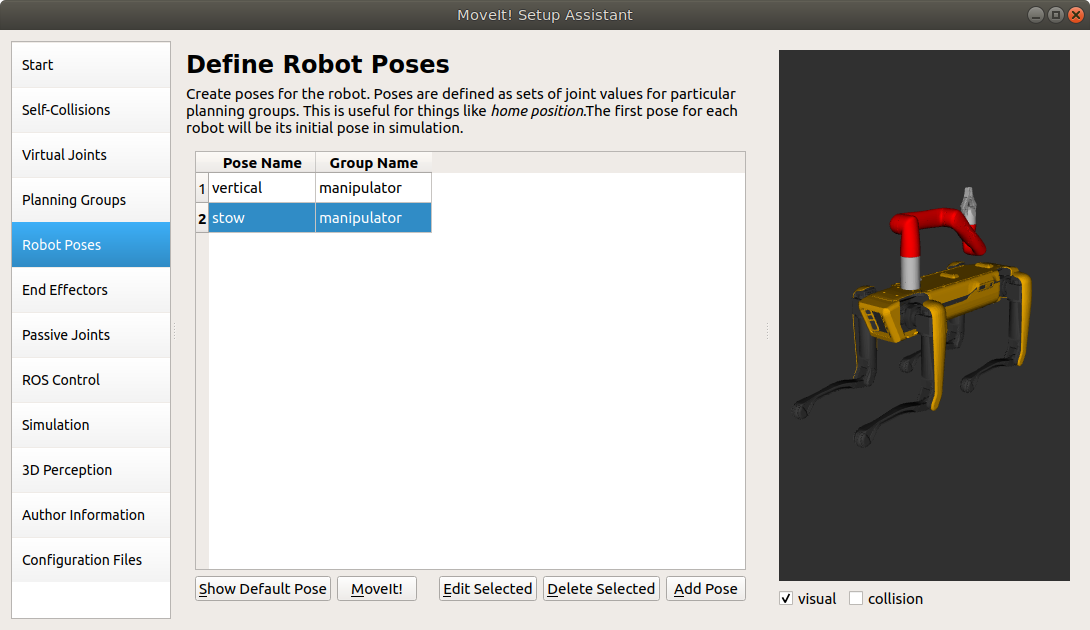 MoveIt! Setup Assistant
Start
Self-Collisions
Virtual Joints
Planning Groups
Robot Poses
End Effectors
Passive Joints
ROS Control
Simulation
3D Perception
Author Information
Configuration Files
Define Robot Poses
Create poses for the robot. Poses are defined as sets of joint values for particular
planning groups. This is useful for things like home position.The first pose for each
robot will be its initial pose in simulation.
Pose Name Group Name
1 vertical manipulator
2 stow manipulator
Show Default Pose MoveIt! Edit Selected Delete Selected Add Pose
visual collision